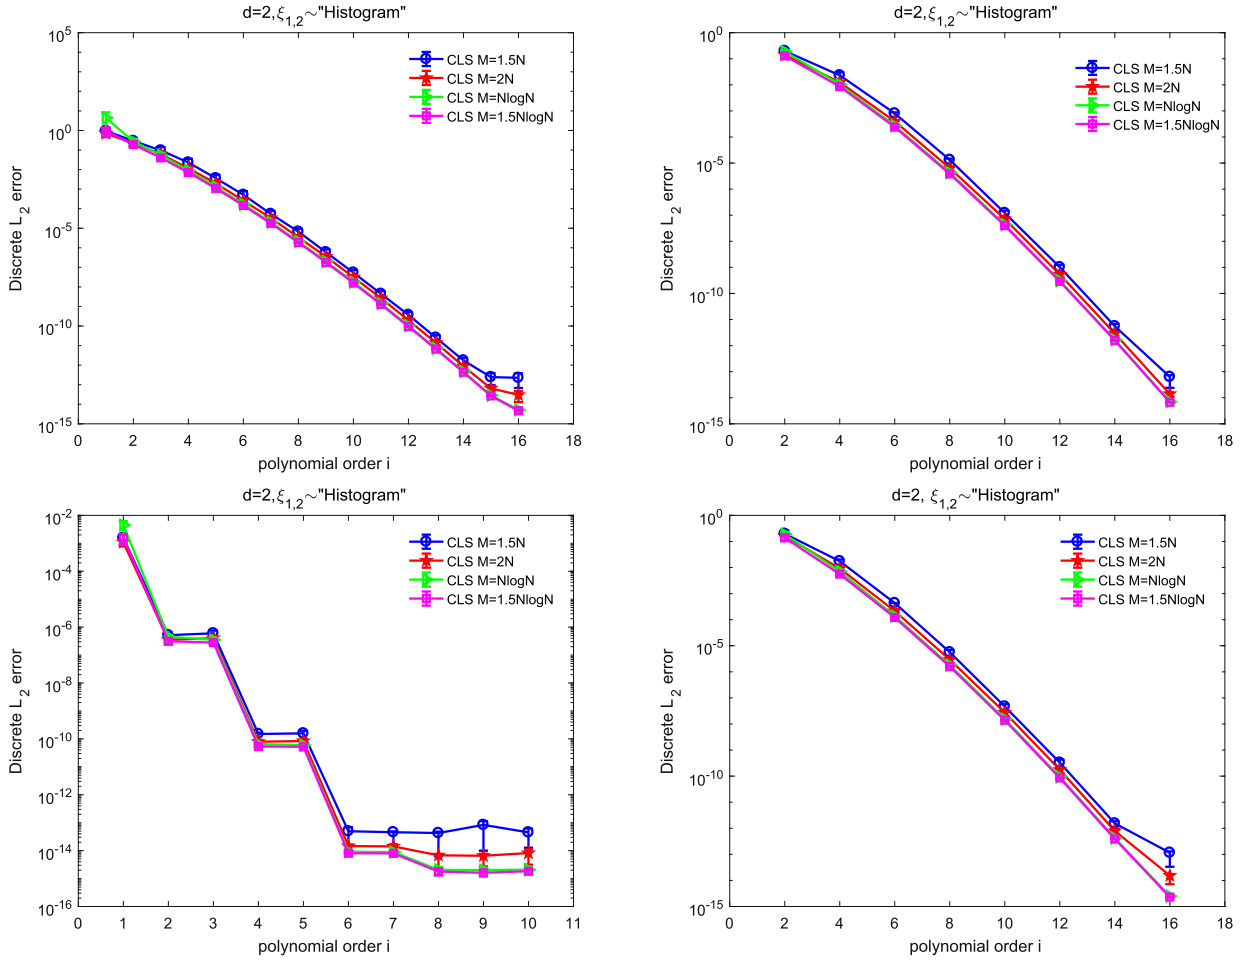 d=2,ξ1,2~"Histogram"
CLS M=1.5N
CLS M=2N
CLS M=NlogN
CLS M=1.5NlogN
10^5
10^0
10^-5
10^-10
10^-15
Discrete L2 error
0 2 4 6 8 10 12 14 16 18
polynomial order i
d=2,ξ1,2~"Histogram"
CLS M=1.5N
CLS M=2N
CLS M=NlogN
CLS M=1.5NlogN
10^0
10^-5
10^-10
10^-15
Discrete L2 error
0 2 4 6 8 10 12 14 16 18
polynomial order i
d=2,ξ1,2~"Histogram"
CLS M=1.5N
CLS M=2N
CLS M=NlogN
CLS M=1.5NlogN
10^-2
10^-4
10^-6
10^-8
10^-10
10^-12
10^-14
10^-16
Discrete L2 error
0 1 2 3 4 5 6 7 8 9 10 11
polynomial order i
d=2, ξ1,2~"Histogram"
CLS M=1.5N
CLS M=2N
CLS M=NlogN
CLS M=1.5NlogN
10^0
10^-5
10^-10
10^-15
Discrete L2 error
0 2 4 6 8 10 12 14 16 18
polynomial order i